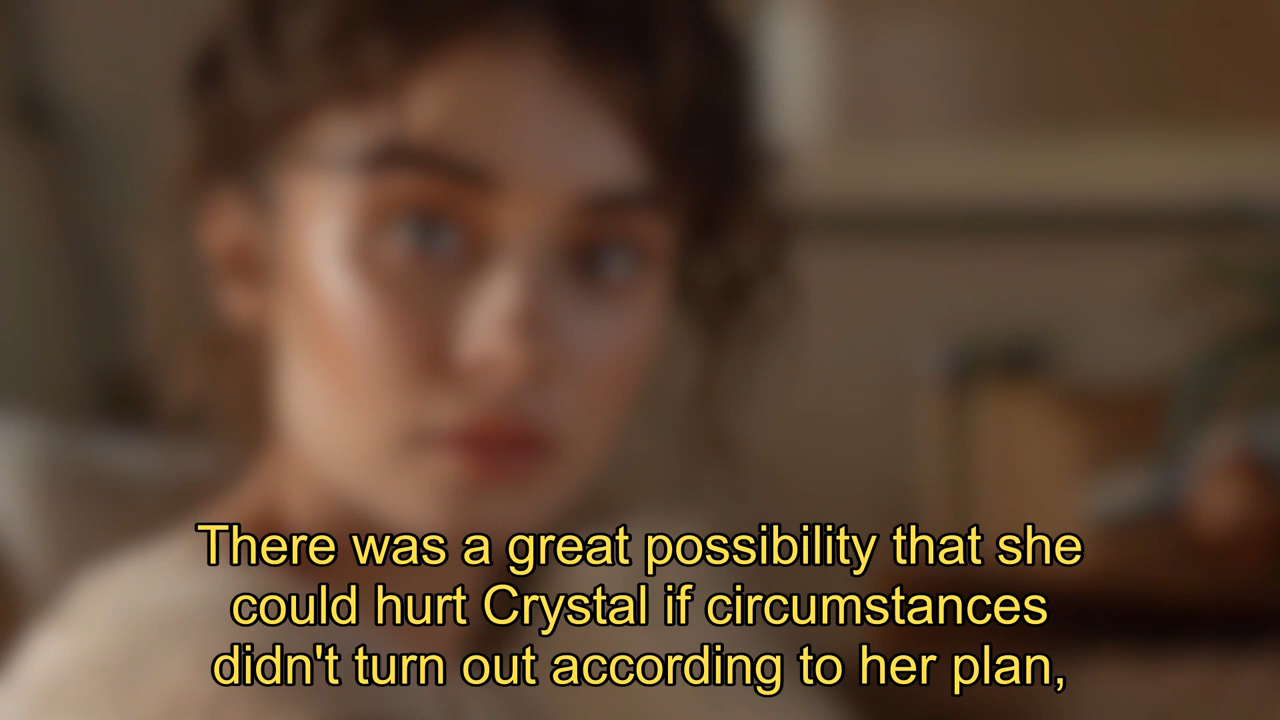 There was a great possibility that she
could hurt Crystal if circumstances
didn't turn out according to her plan,